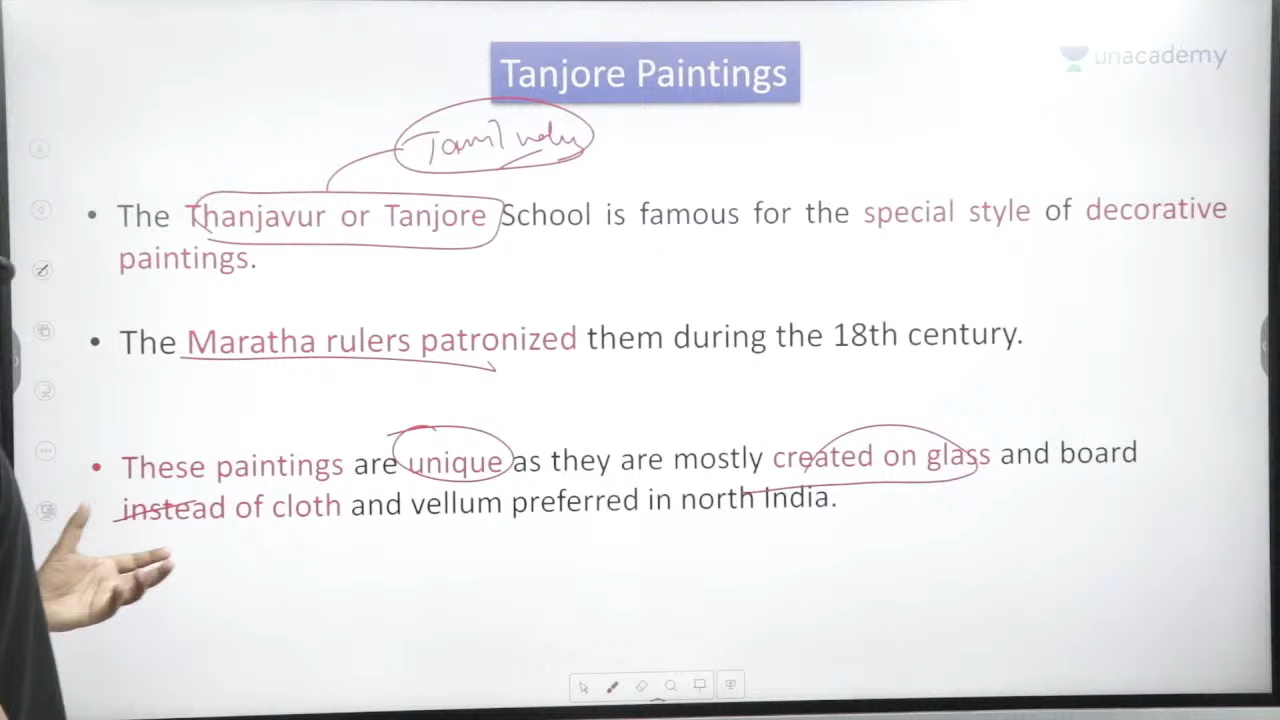 Tanjore Paintings
unacademy
Tamil nadu
• The Thanjavur or Tanjore School is famous for the special style of decorative
paintings.
• The Maratha rulers patronized them during the 18th century.
• These paintings are unique as they are mostly created on glass and board
instead of cloth and vellum preferred in north India.